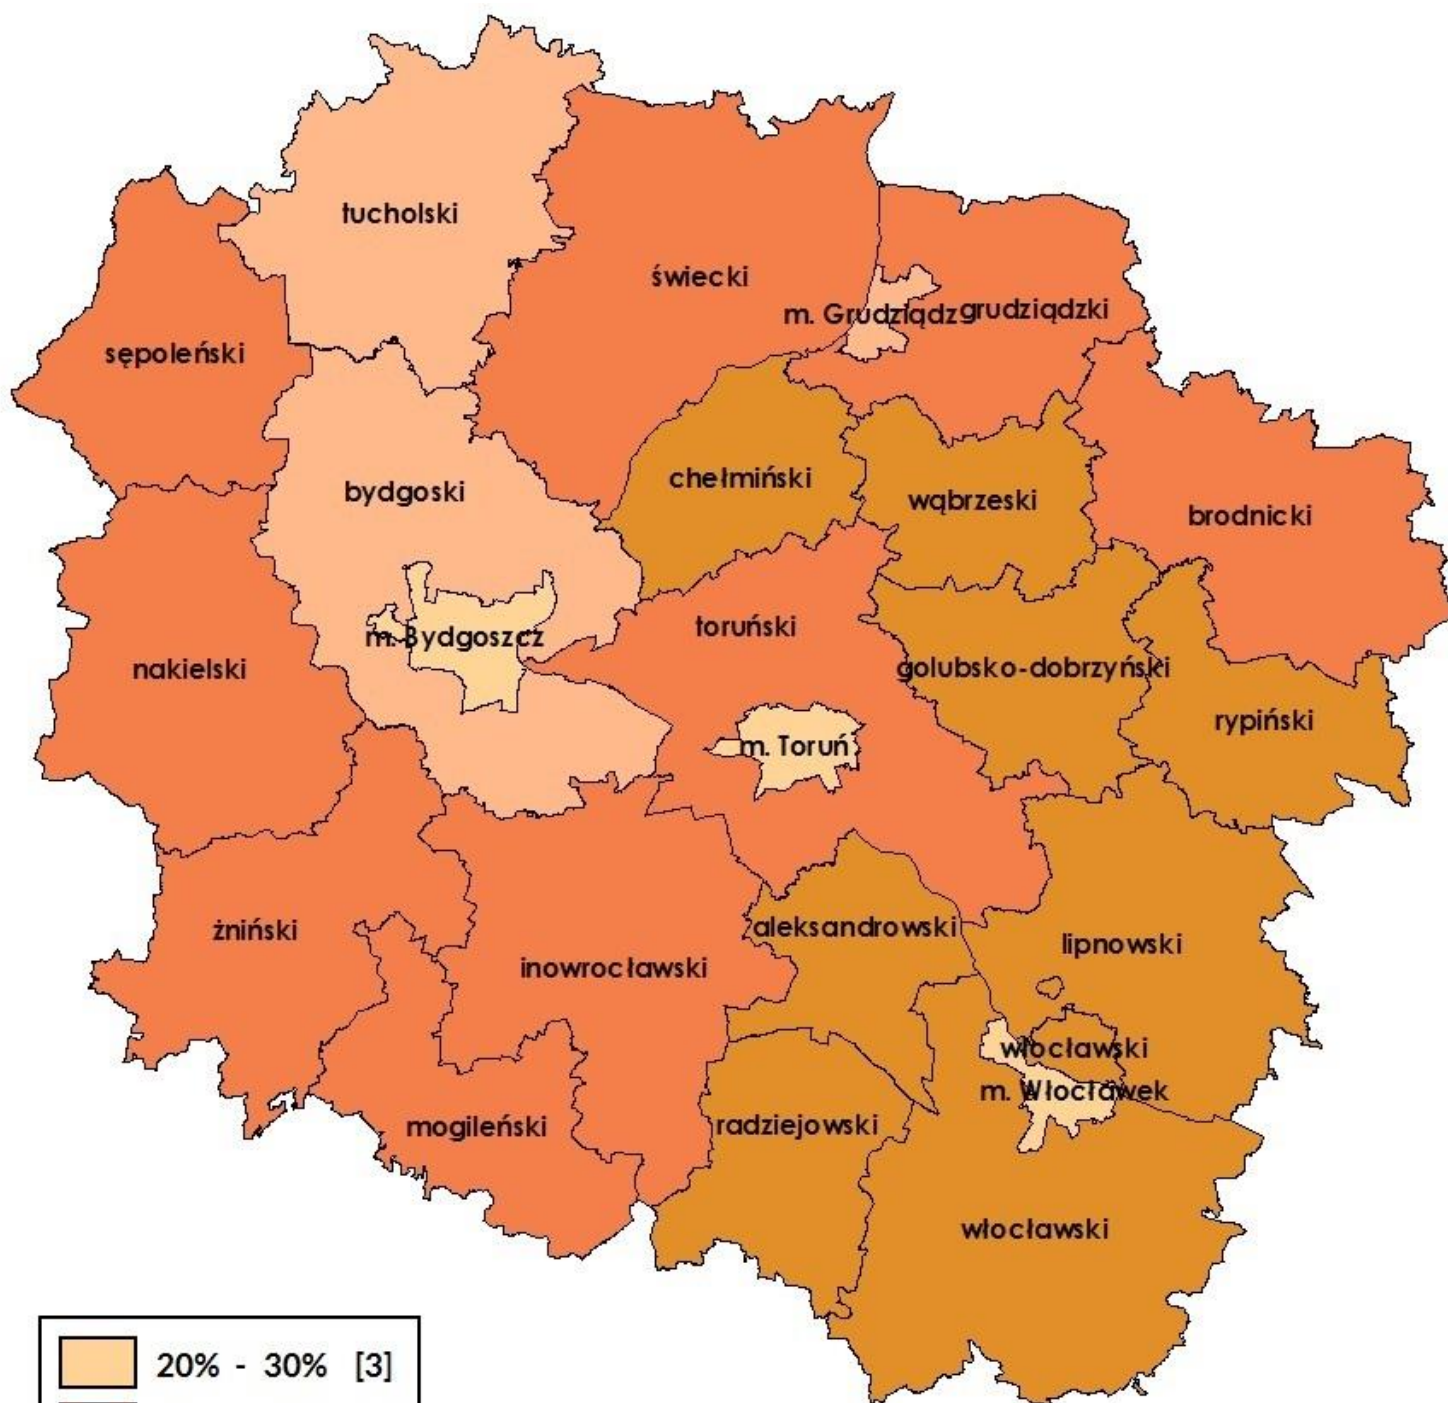 tucholski
świecki
m. Grudziądz
grudziądzki
sępoleński
chełmiński
bydgoski
wąbrzeski
brodnicki
toruński
m. Bydgoszcz
nakielski
golubsko-dobrzyński
rypiński
m. Toruń
żniński
aleksandrowski
lipnowski
inowrocławski
włocławski
m. Włocławek
mogileński
radziejowski
włocławski
20% - 30% [3]